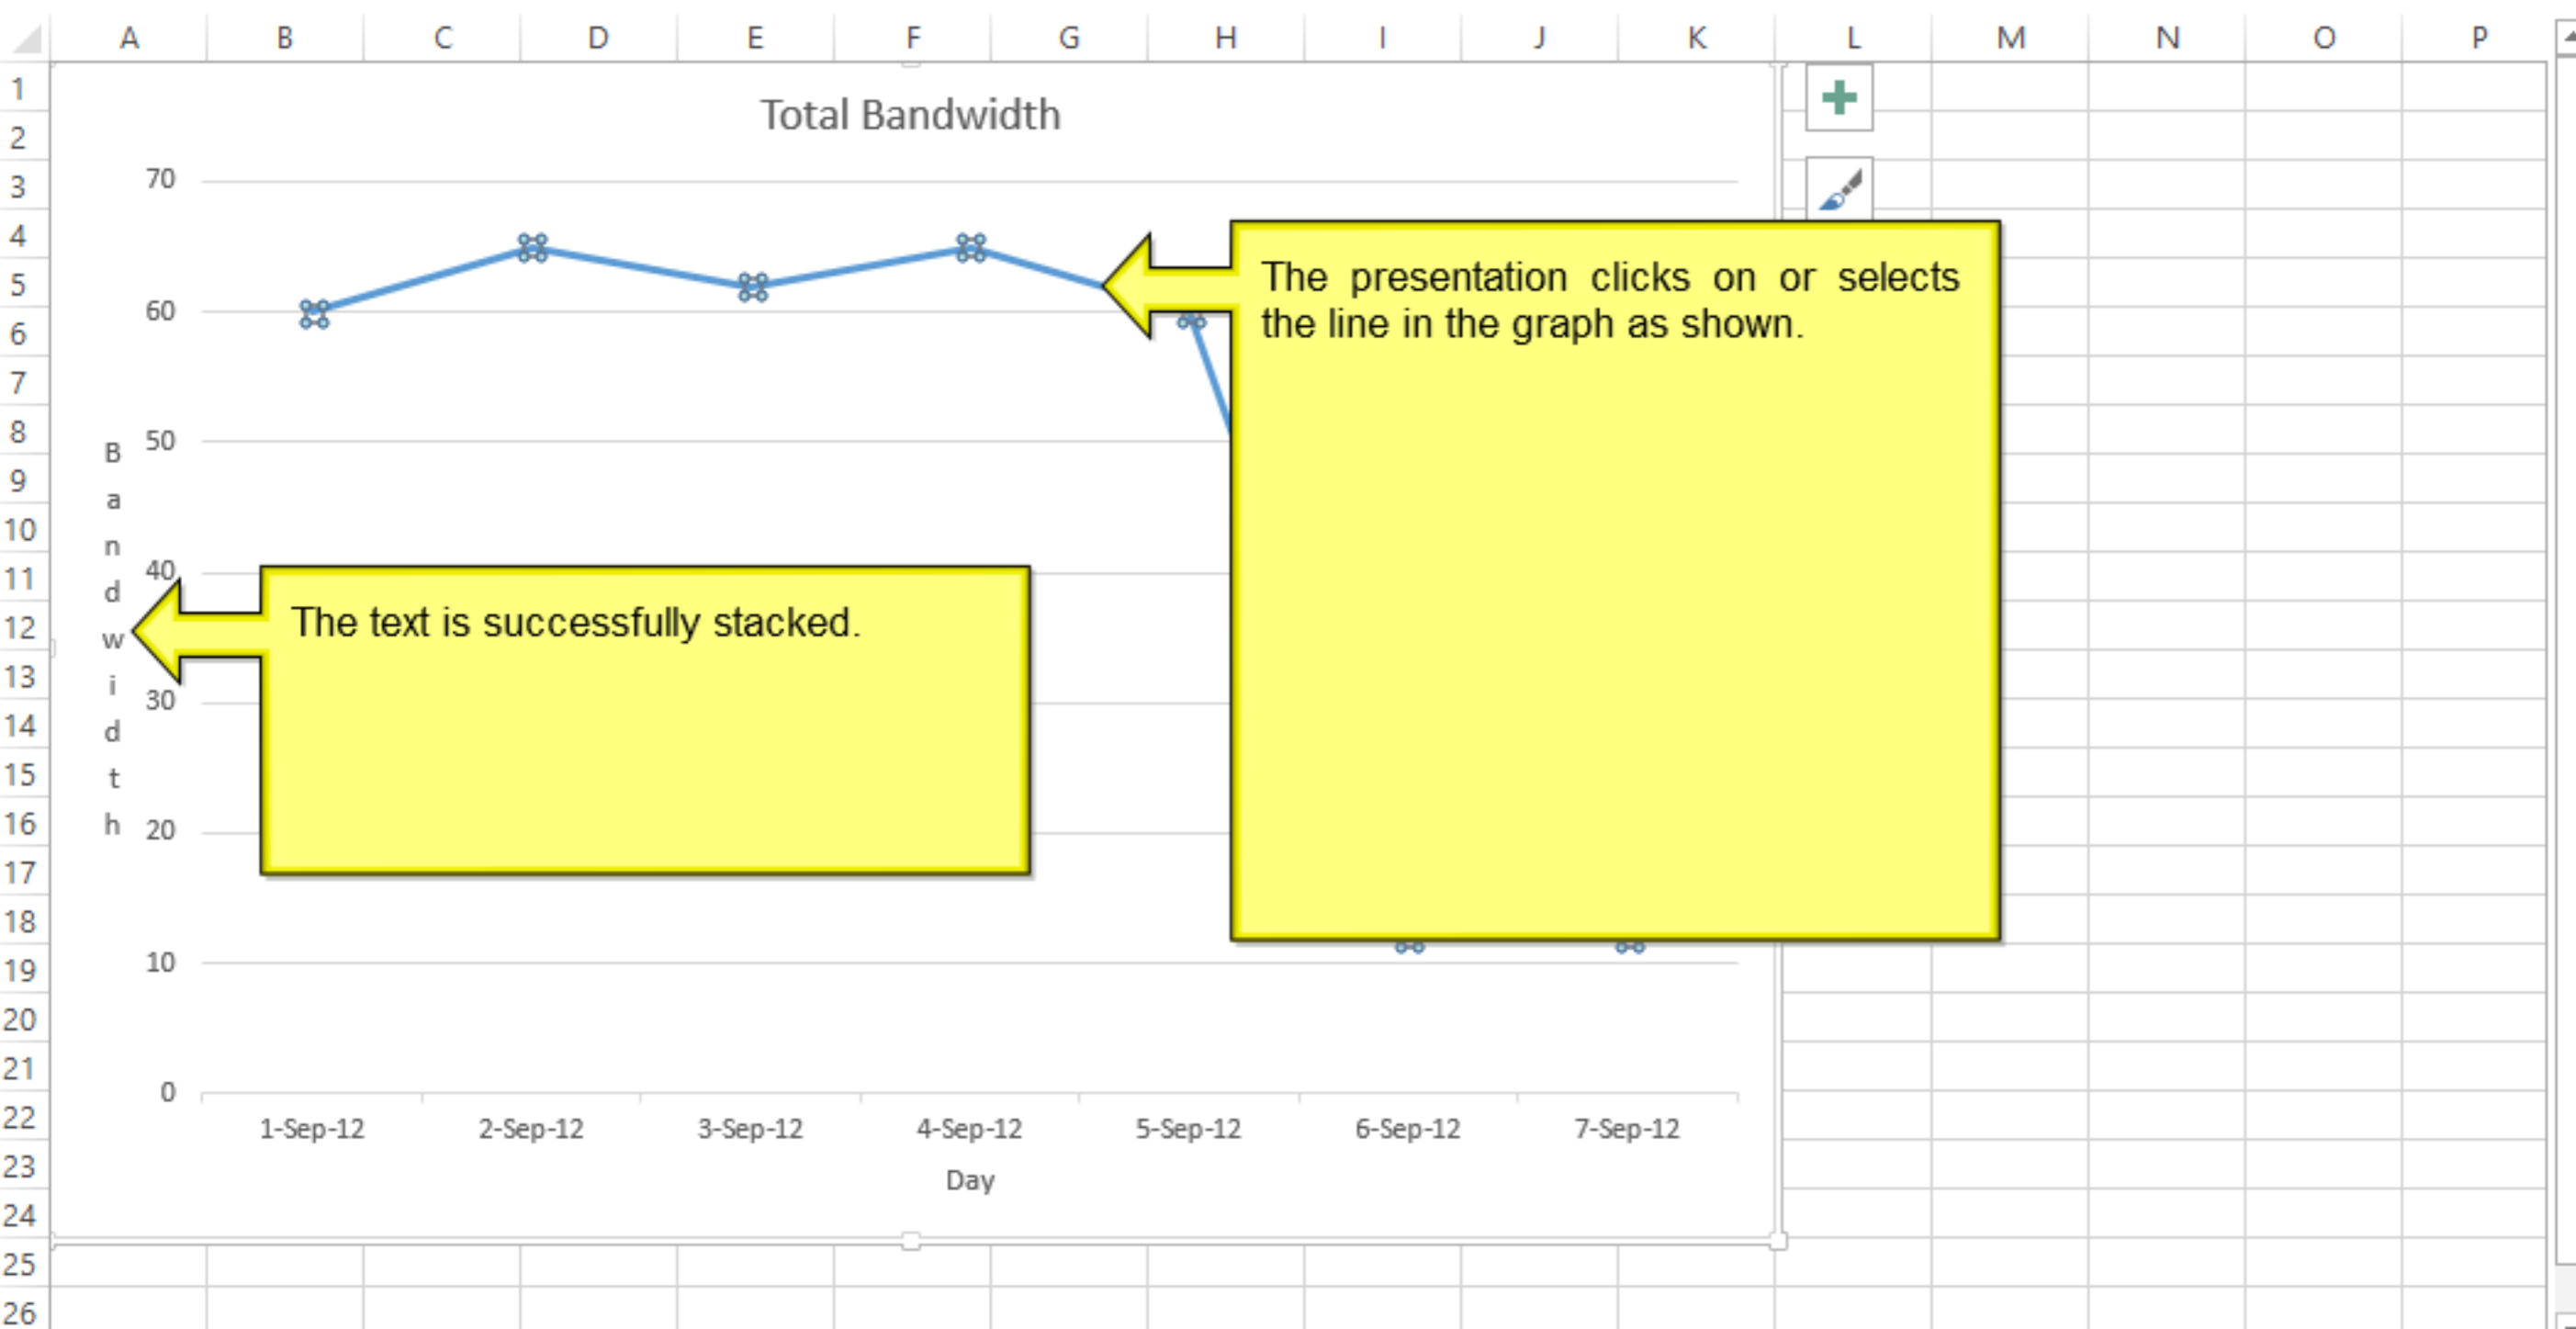 A B C D E F G H I J K L M N O P
1
2
3
4
5
6
7
8
9
10
11
12
13
14
15
16
17
18
19
20
21
22
23
24
25
26
Total Bandwidth
70
60
50
40
30
20
10
0
B
a
n
d
w
i
d
t
h
The presentation clicks on or selects
the line in the graph as shown.
The text is successfully stacked.
1-Sep-12 2-Sep-12 3-Sep-12 4-Sep-12 5-Sep-12 6-Sep-12 7-Sep-12
Day